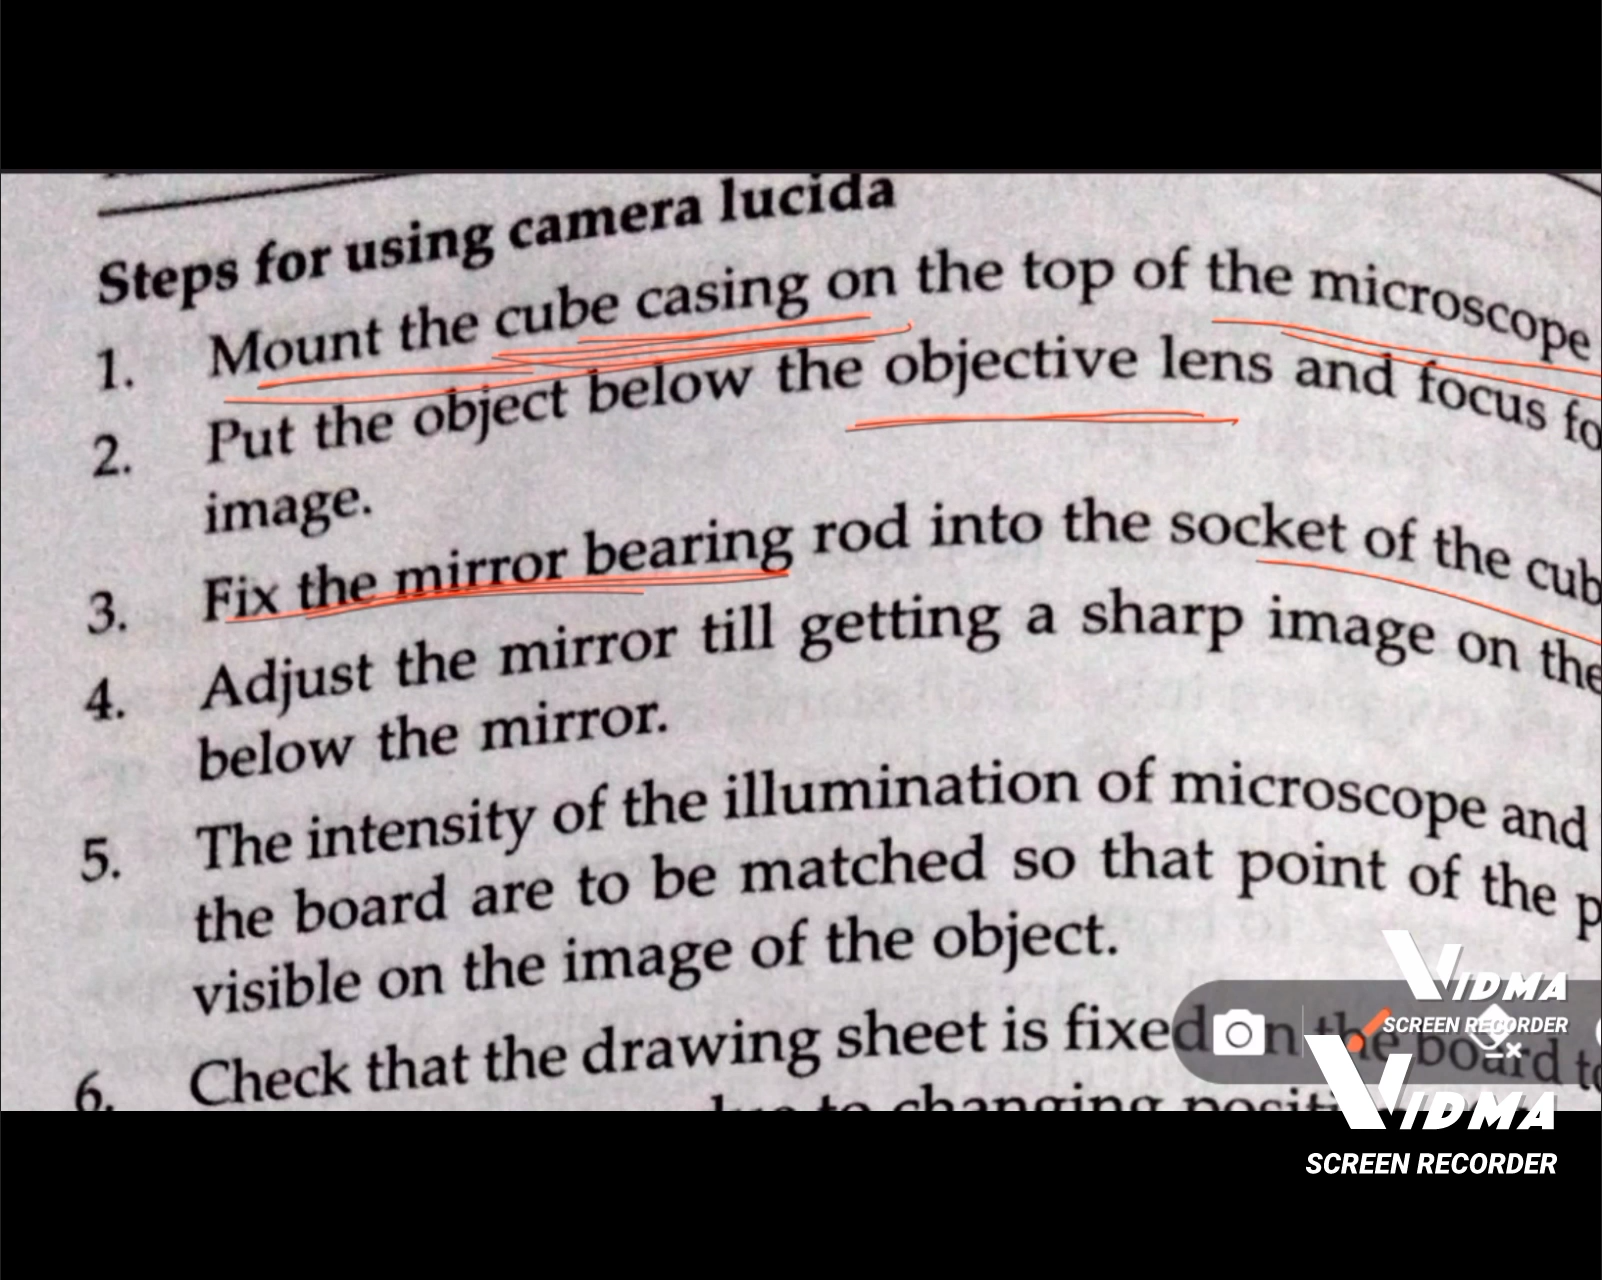 Steps for using camera lucida
1. Mount the cube casing on the top of the microscope
2. Put the object below the objective lens and focus fo
image.
3. Fix the mirror bearing rod into the socket of the cub
4. Adjust the mirror till getting a sharp image on the
below the mirror.
5. The intensity of the illumination of microscope and
the board are to be matched so that point of the p
visible on the image of the object.
6. Check that the drawing sheet is fixed on the board to
to changing
VIDMA
SCREEN RECORDER
VIDMA
SCREEN RECORDER